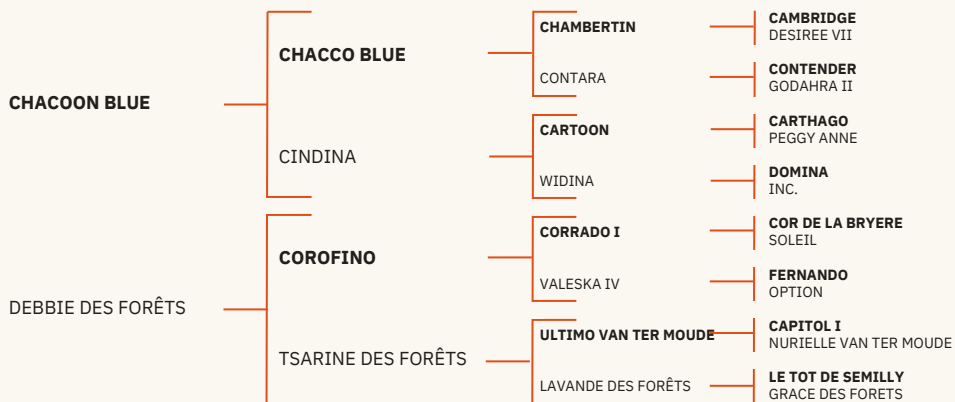 CHACOON BLUE
CHACCO BLUE
CHAMBERTIN
CAMBRIDGE
DESIREE VII
CONTARA
CONTENDER
GODAHRA II
CINDINA
CARTOON
CARTHAGO
PEGGY ANNE
WIDINA
DOMINA
INC.
DEBBIE DES FORÊTS
COROFINO
CORRADO I
COR DE LA BRYERE
SOLEIL
VALESKA IV
FERNANDO
OPTION
TSARINE DES FORÊTS
ULTIMO VAN TER MOUDE
CAPITOL I
NURIELLE VAN TER MOUDE
LAVANDE DES FORÊTS
LE TOT DE SEMILLY
GRACE DES FORETS